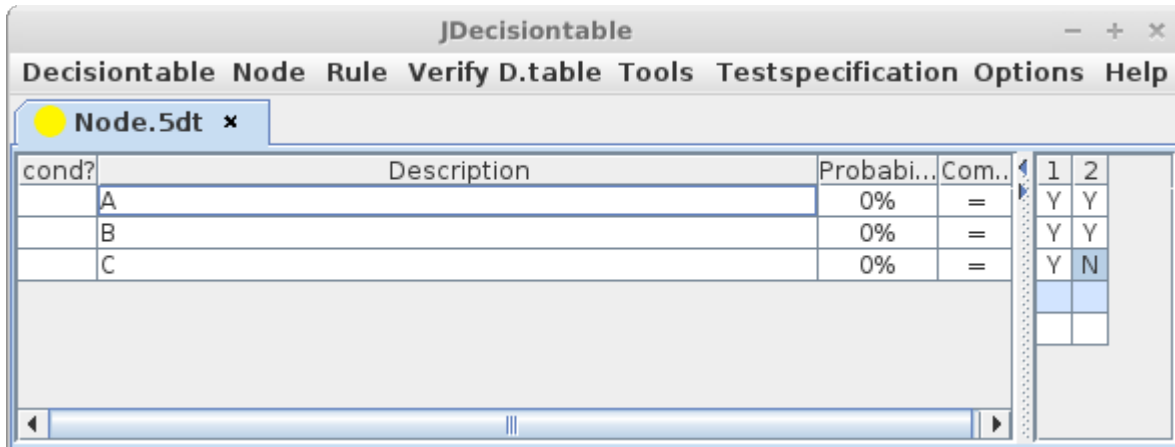 JDecisiontable
Decisiontable Node Rule Verify D.table Tools Testspecification Options Help
Node.5dt
cond? Description Probabi... Com.. 1 2
A 0% = Y Y
B 0% = Y Y
C 0% = Y N